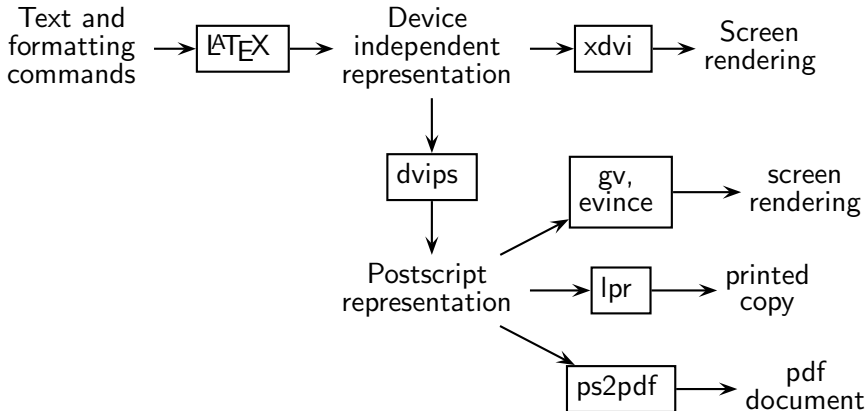 Text and
formatting
commands
LATEX
Device
independent
representation
xdvi
Screen
rendering
dvips
gv,
evince
screen
rendering
Postscript
representation
lpr
printed
copy
ps2pdf
pdf
document